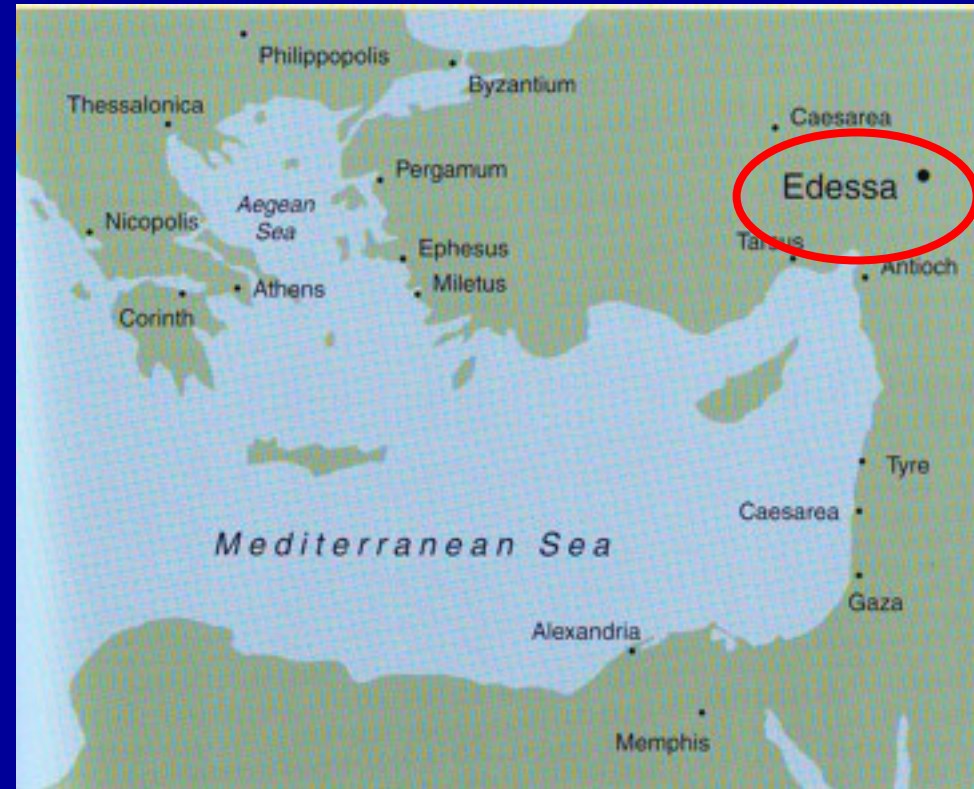 Philippopolis
Byzantium
Thessalonica
Caesarea
Pergamum
Edessa
Aegean
Sea
Nicopolis
Tarsus
Ephesus
Antioch
Miletus
Athens
Corinth
Tyre
Caesarea
Mediterranean Sea
Gaza
Alexandria
Memphis